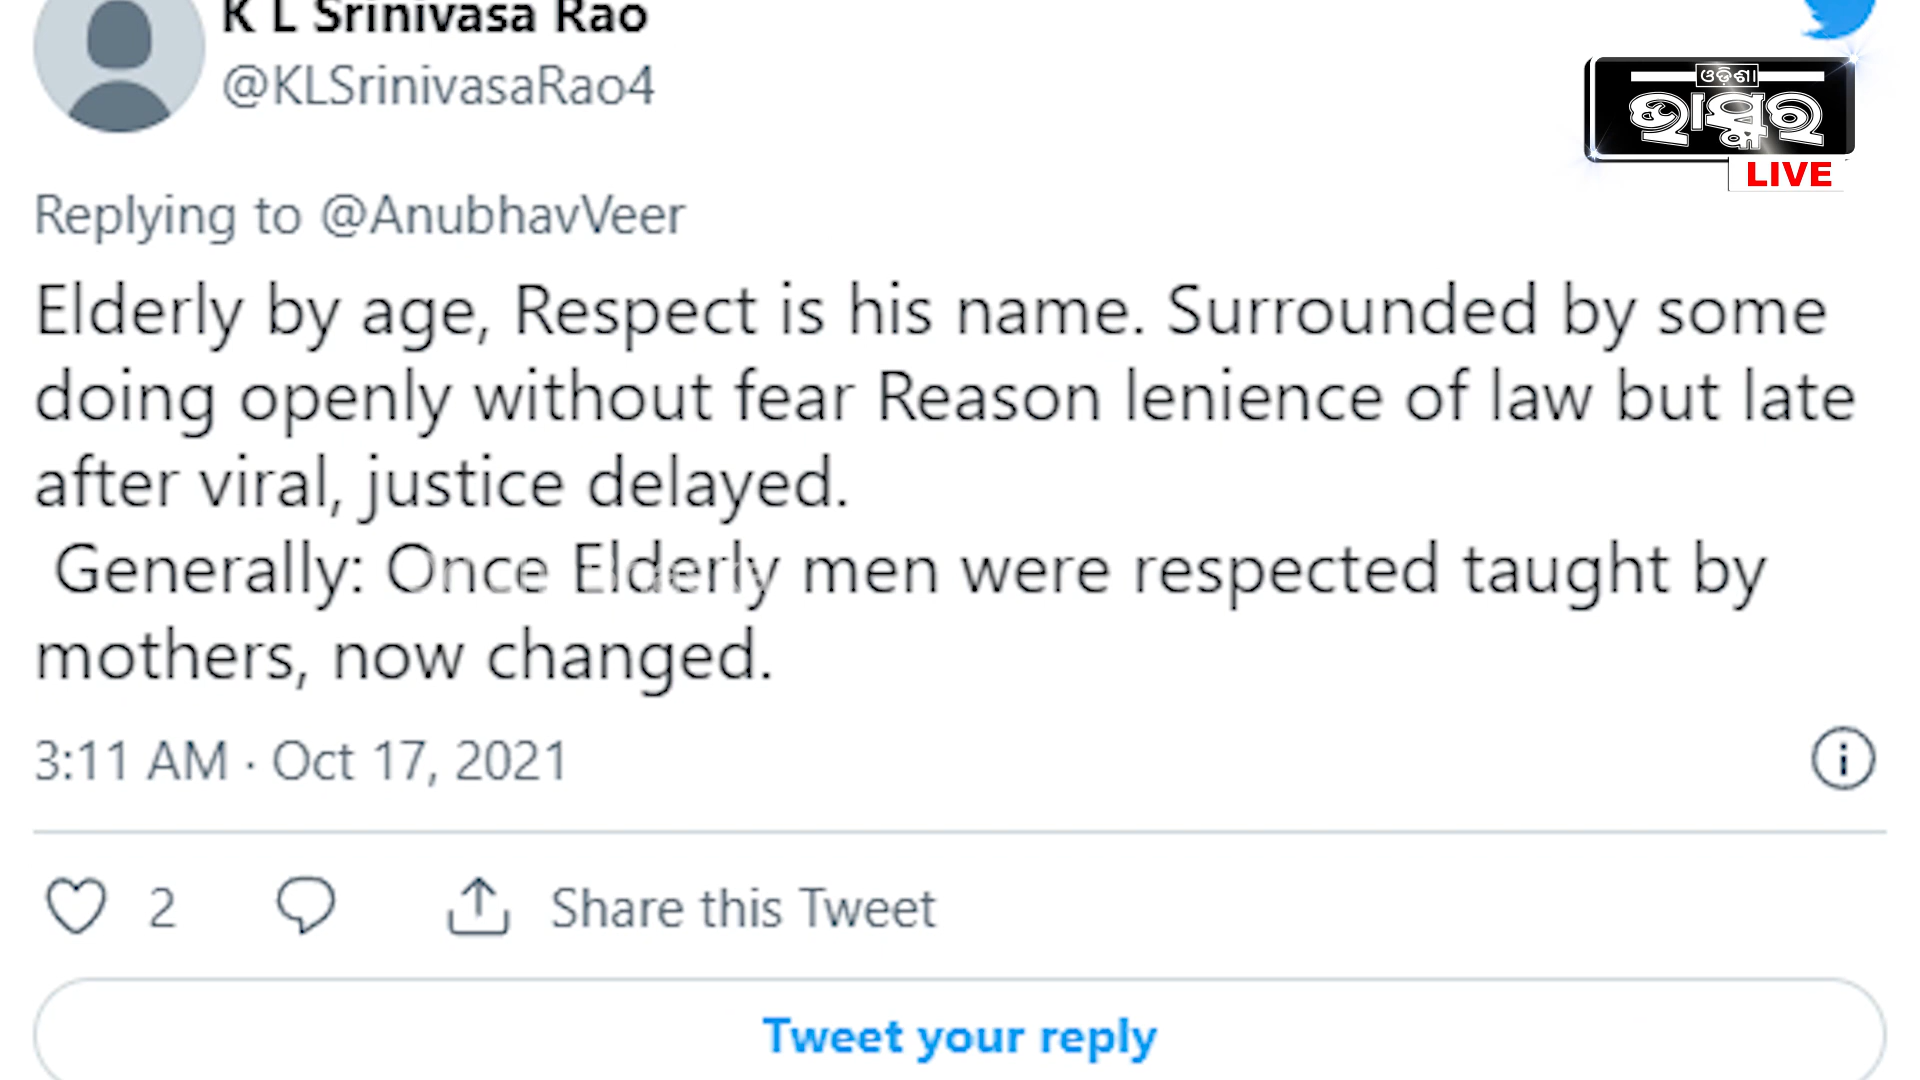 K L Srinivasa Rao
@KLSrinivasaRao4
ଓଡ଼ିଶା
ଭାସ୍କର
LIVE
Replying to @AnubhavVeer
Elderly by age, Respect is his name. Surrounded by some
doing openly without fear Reason lenience of law but late
after viral, justice delayed.
Generally: Once Elderly men were respected taught by
mothers, now changed.
3:11 AM · Oct 17, 2021
2
Share this Tweet
Tweet your reply